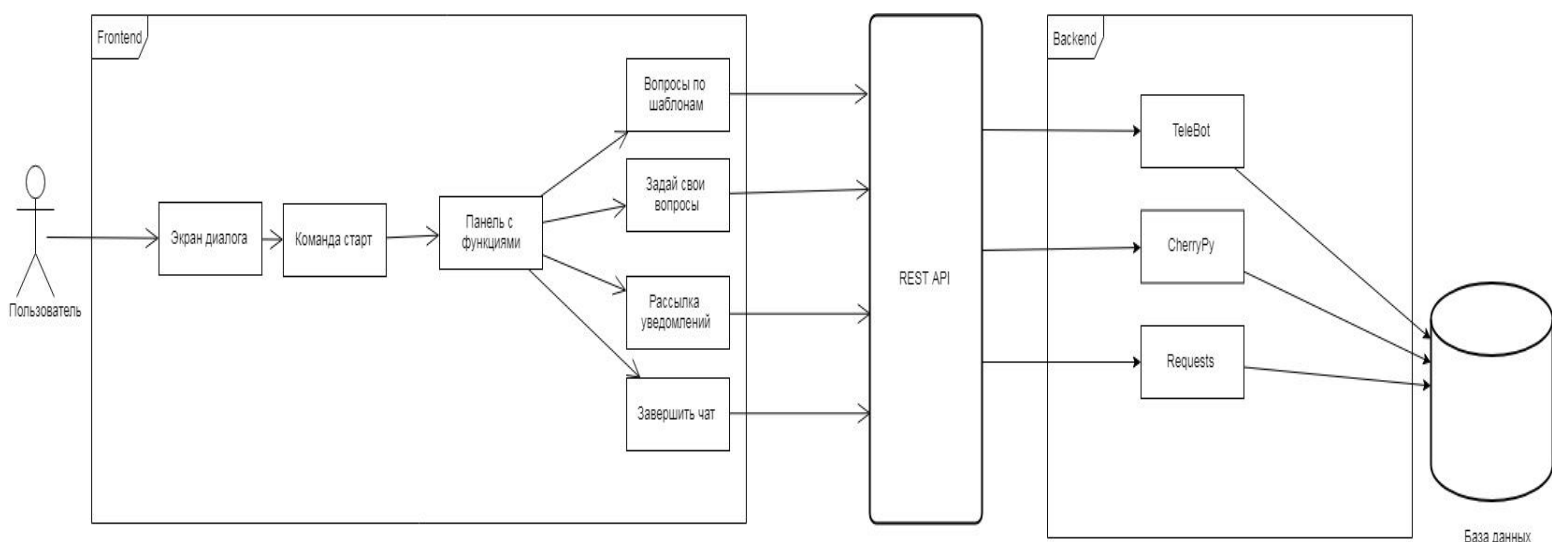 Frontend
Вопросы по
шаблонам
Задай свои
вопросы
Экран диалога
Команда старт
Панель с
функциями
Рассылка
уведомлений
Завершить чат
Пользователь
REST API
Backend
TeleBot
CherryPy
Requests
База данных